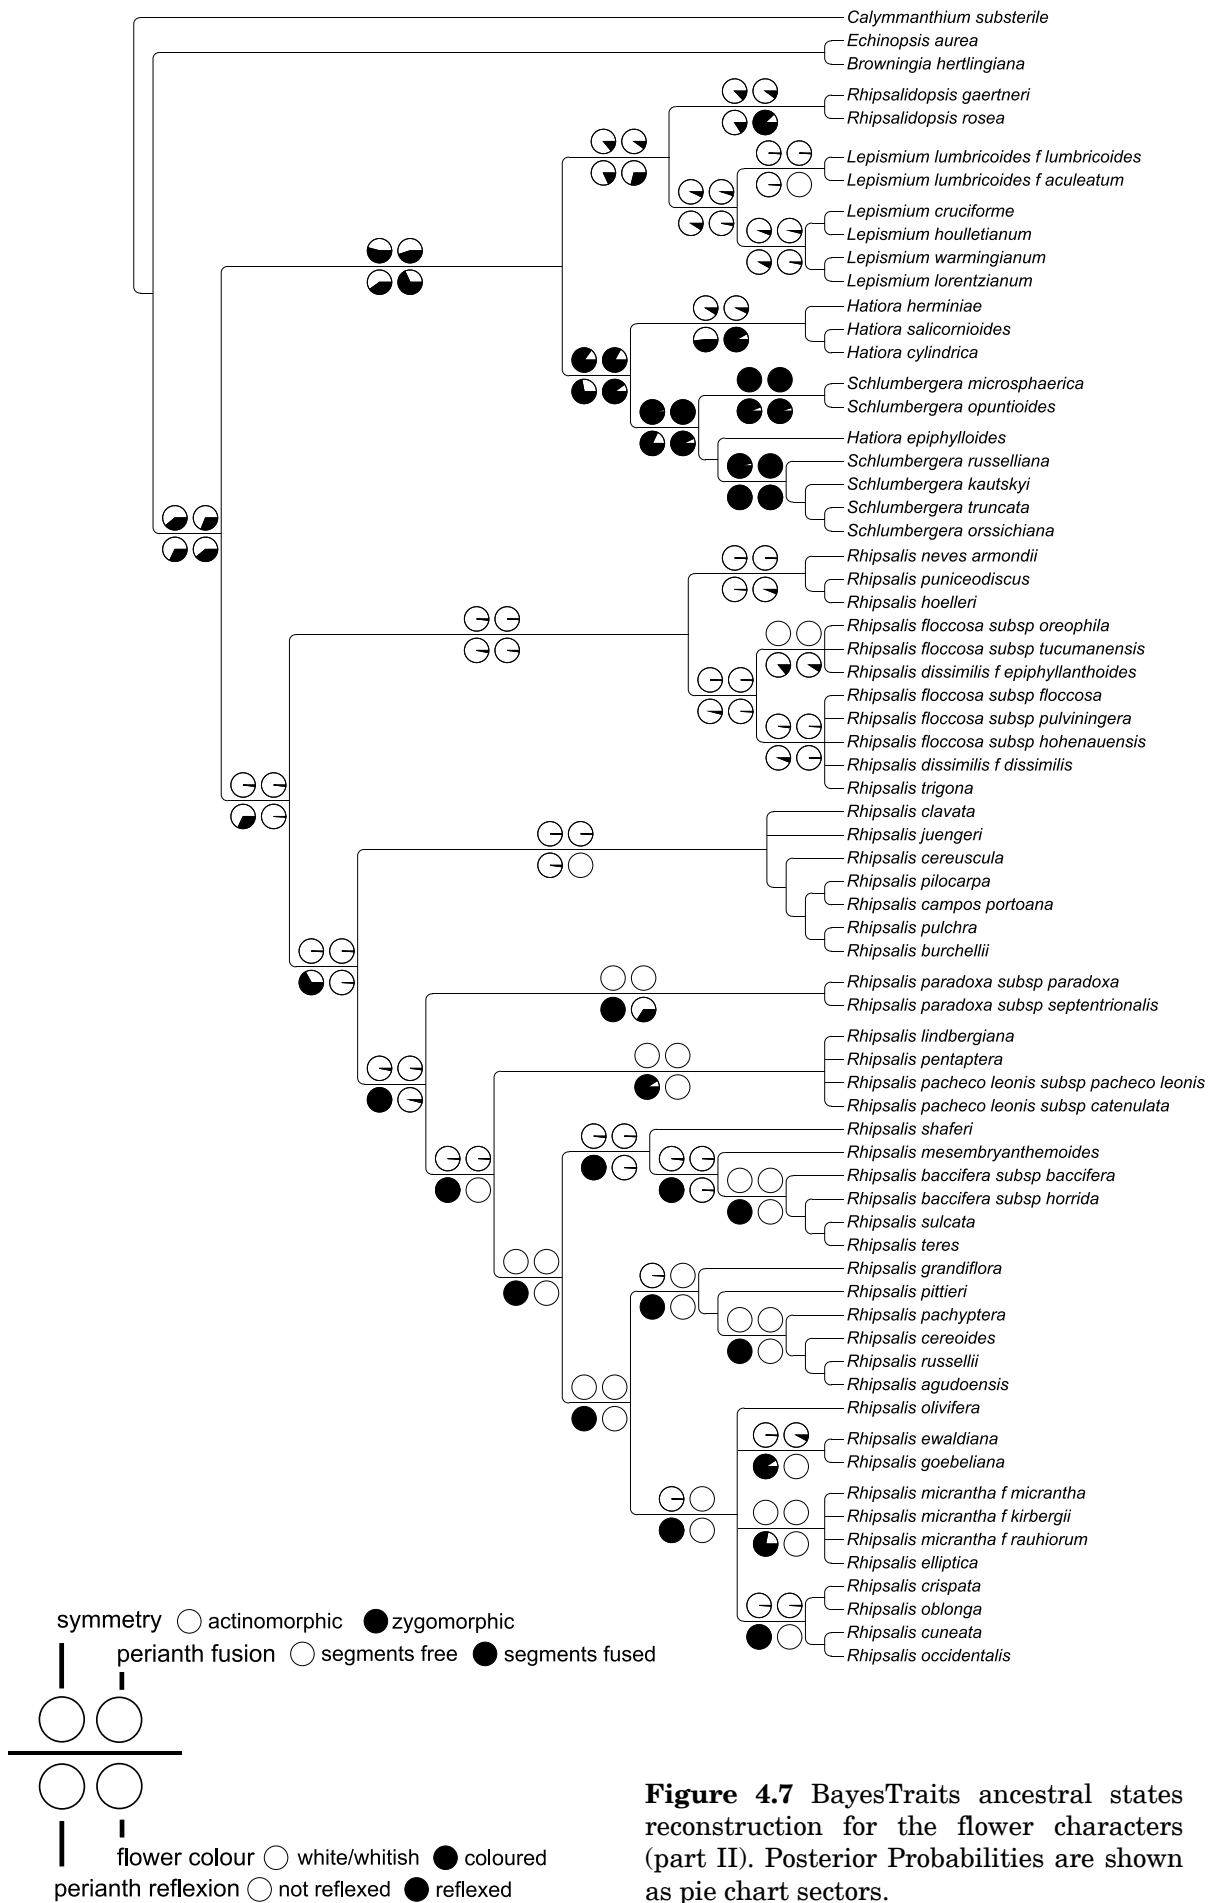 Calymmanthium substerile
Echinopsis aurea
Browningia hertlingiana
Rhipsalidopsis gaertneri
Rhipsalidopsis rosea
Lepismium lumbricoides f lumbricoides
Lepismium lumbricoides f aculeatum
Lepismium cruciforme
Lepismium houlletianum
Lepismium warmingianum
Lepismium lorentzianum
Hatiora herminiae
Hatiora salicornioides
Hatiora cylindrica
Schlumbergera microsphaerica
Schlumbergera opuntioides
Hatiora epiphylloides
Schlumbergera russelliana
Schlumbergera kautskyi
Schlumbergera truncata
Schlumbergera orssichiana
Rhipsalis neves armondii
Rhipsalis puniceodiscus
Rhipsalis hoelleri
Rhipsalis floccosa subsp oreophila
Rhipsalis floccosa subsp tucumanensis
Rhipsalis dissimilis f epiphyllanthoides
Rhipsalis floccosa subsp floccosa
Rhipsalis floccosa subsp pulviningera
Rhipsalis floccosa subsp hohenauensis
Rhipsalis dissimilis f dissimilis
Rhipsalis trigona
Rhipsalis clavata
Rhipsalis juengeri
Rhipsalis cereuscula
Rhipsalis pilocarpa
Rhipsalis campos portoana
Rhipsalis pulchra
Rhipsalis burchellii
Rhipsalis paradoxa subsp paradoxa
Rhipsalis paradoxa subsp septentrionalis
Rhipsalis lindbergiana
Rhipsalis pentaptera
Rhipsalis pacheco leonis subsp pacheco leonis
Rhipsalis pacheco leonis subsp catenulata
Rhipsalis shaferi
Rhipsalis mesembryanthemoides
Rhipsalis baccifera subsp baccifera
Rhipsalis baccifera subsp horrida
Rhipsalis sulcata
Rhipsalis teres
Rhipsalis grandiflora
Rhipsalis pittieri
Rhipsalis pachyptera
Rhipsalis cereoides
Rhipsalis russellii
Rhipsalis agudoensis
Rhipsalis olivifera
Rhipsalis ewaldiana
Rhipsalis goebeliana
Rhipsalis micrantha f micrantha
Rhipsalis micrantha f kirbergii
Rhipsalis micrantha f rauhiorum
Rhipsalis elliptica
Rhipsalis crispata
Rhipsalis oblonga
Rhipsalis cuneata
Rhipsalis occidentalis
symmetry actinomorphic zygomorphic
perianth fusion segments free segments fused
flower colour white/whitish coloured
perianth reflexion not reflexed reflexed
Figure 4.7 BayesTraits ancestral states
reconstruction for the flower characters
(part II). Posterior Probabilities are shown
as pie chart sectors.